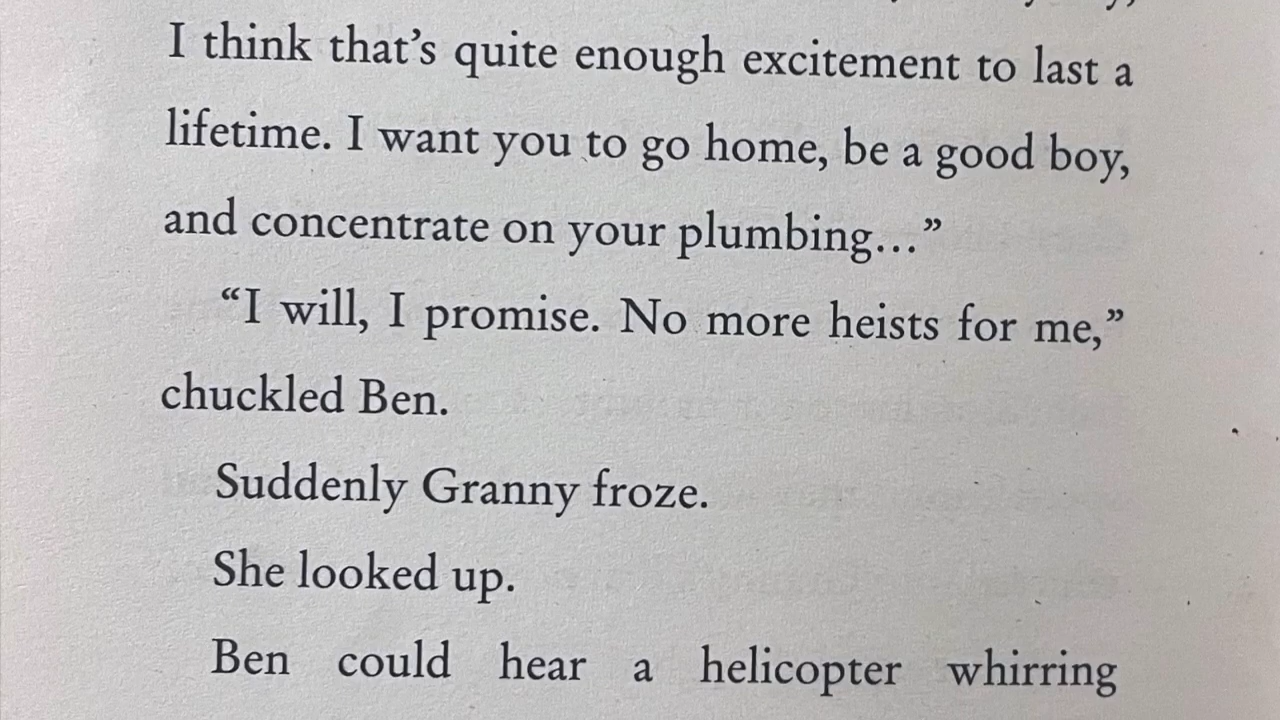 I think that’s quite enough excitement to last a
lifetime. I want you to go home, be a good boy,
and concentrate on your plumbing...”
“I will, I promise. No more heists for me,”
chuckled Ben.
Suddenly Granny froze.
She looked up.
Ben could hear a helicopter whirring